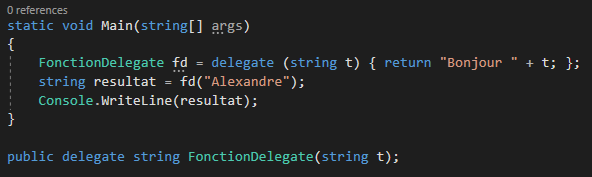 0 references
static void Main(string[] args)
{
FonctionDelegate fd = delegate (string t) { return "Bonjour " + t; };
string resultat = fd("Alexandre");
Console.WriteLine(resultat);
}
public delegate string FonctionDelegate(string t);